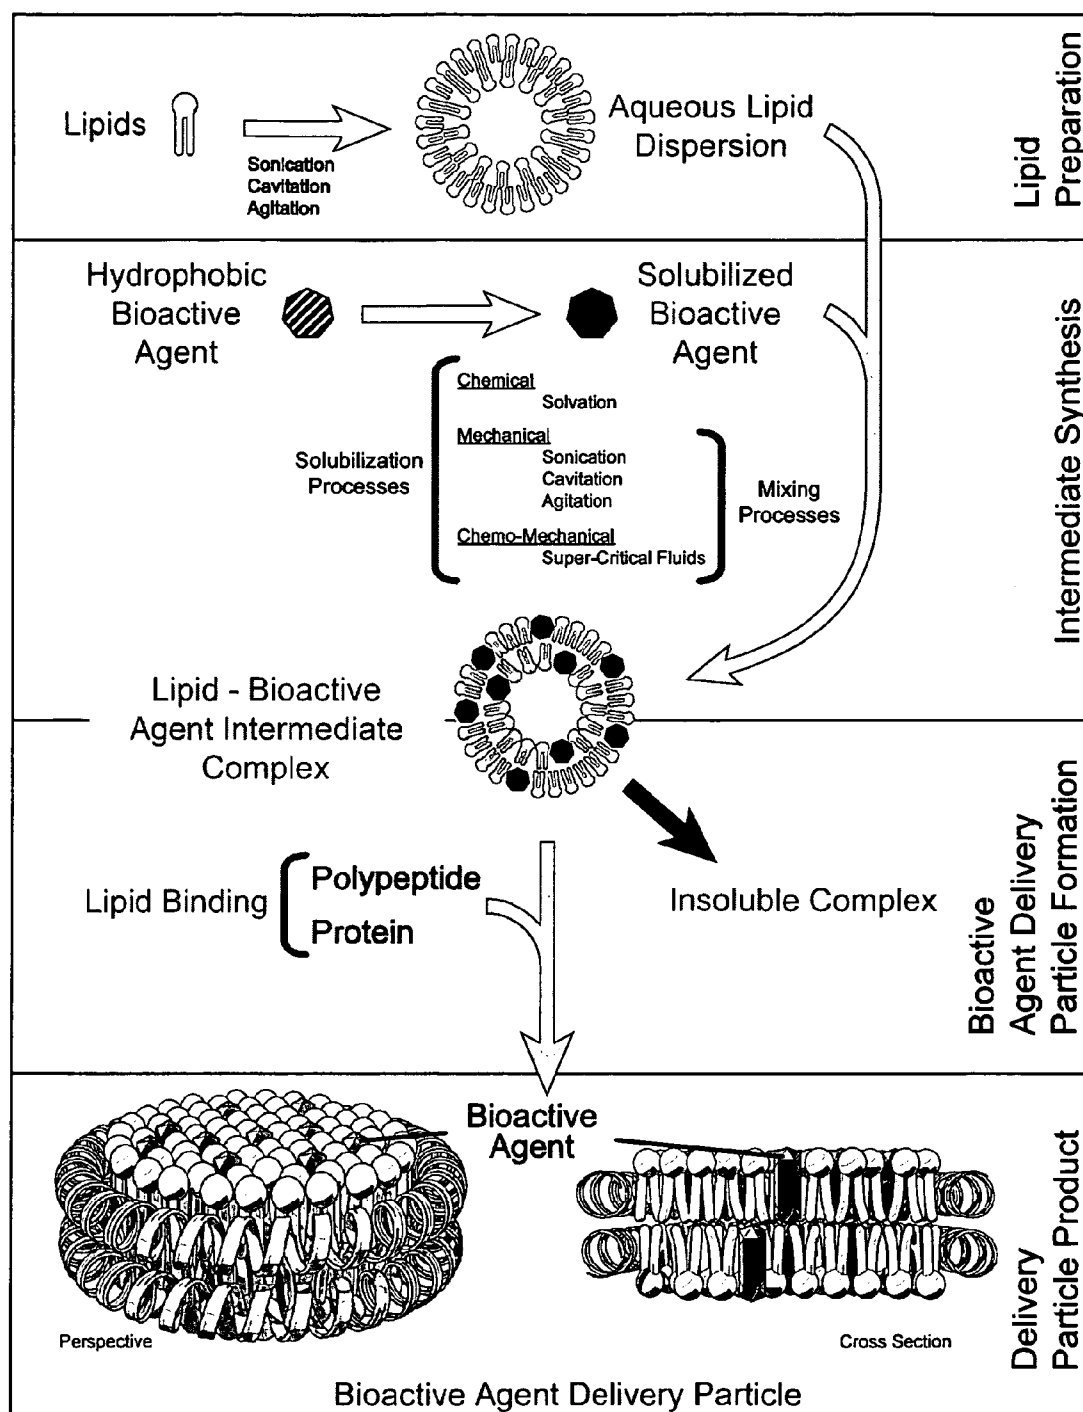 Lipids
Sonication
Cavitation
Agitation
Aqueous Lipid
Dispersion
Lipid
Preparation
Hydrophobic
Bioactive
Agent
Solubilized
Bioactive
Agent
Solubilization
Processes
Chemical
Solvation
Mechanical
Sonication
Cavitation
Agitation
Chemo-Mechanical
Super-Critical Fluids
Mixing
Processes
Intermediate Synthesis
Lipid - Bioactive
Agent Intermediate
Complex
Lipid Binding
Polypeptide
Protein
Insoluble Complex
Bioactive
Agent Delivery
Particle Formation
Bioactive
Agent
Perspective
Cross Section
Delivery
Particle Product
Bioactive Agent Delivery Particle